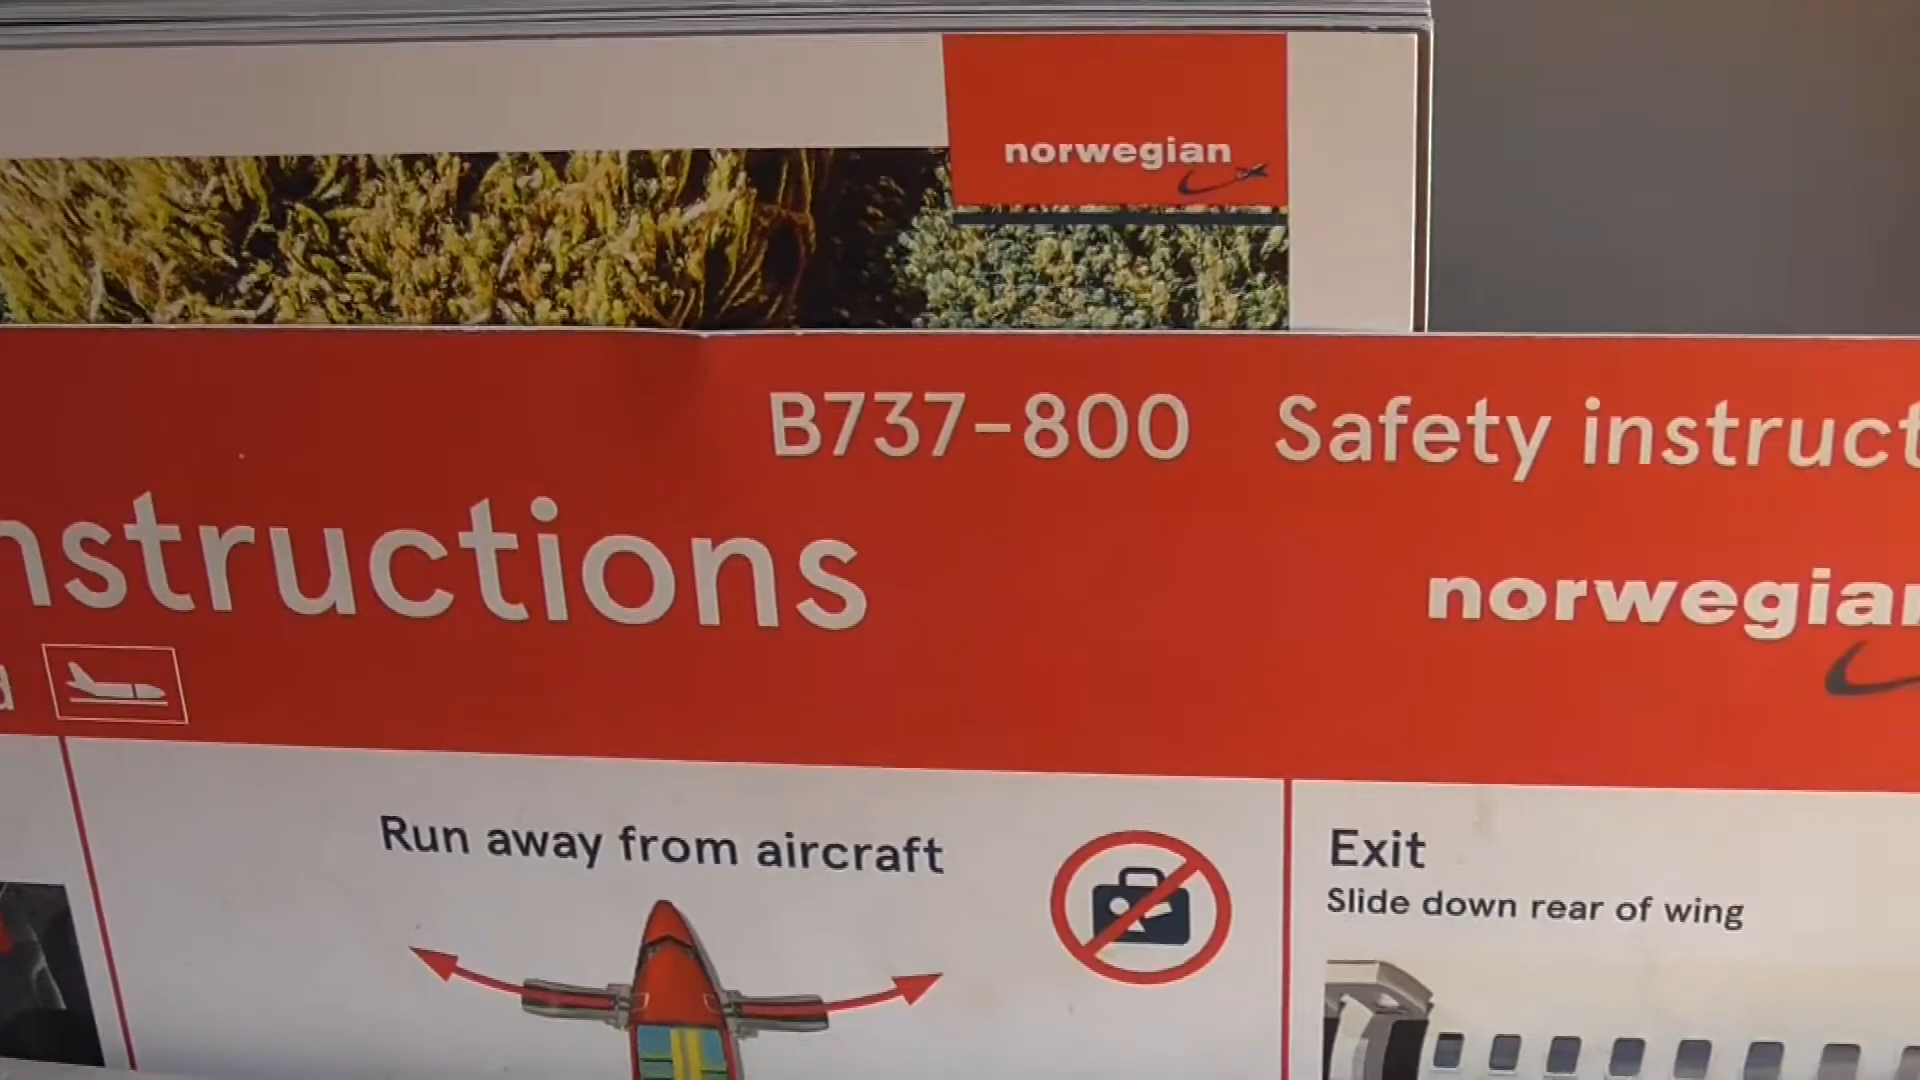 norwegian
B737-800 Safety instruct
nstructions
norwegian
Run away from aircraft
Exit
Slide down rear of wing